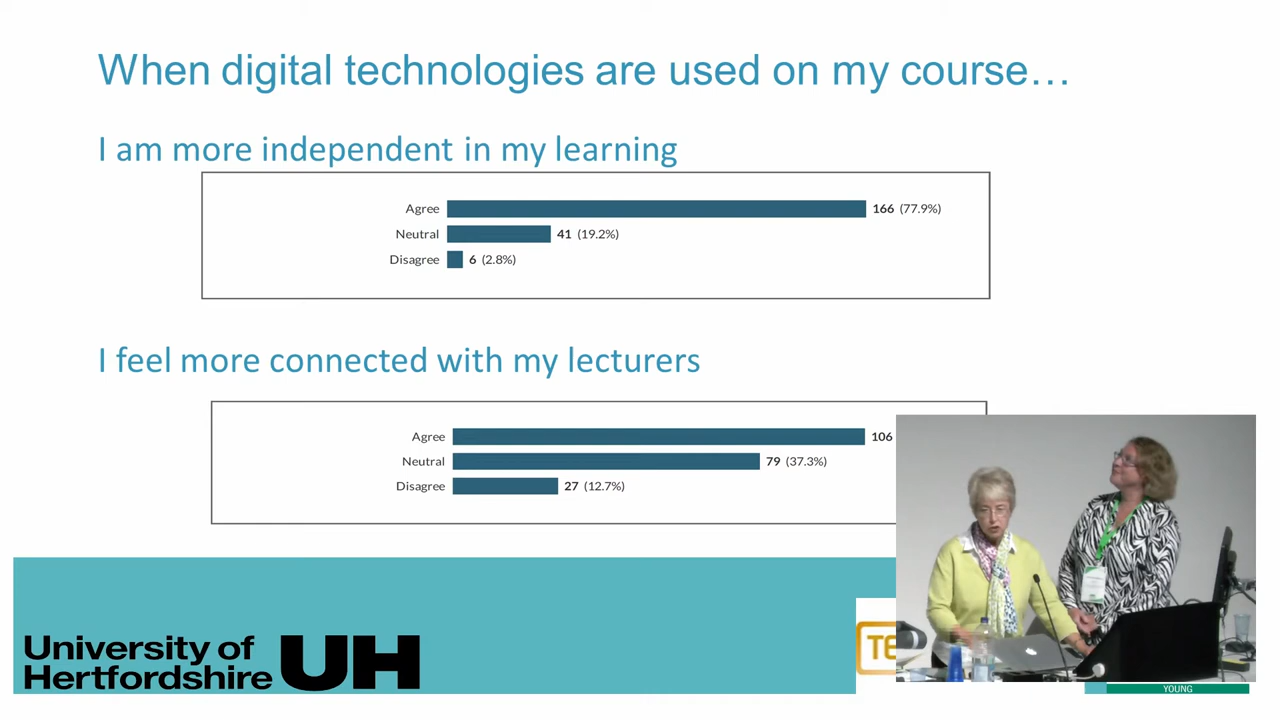 When digital technologies are used on my course…
I am more independent in my learning
Agree 166 (77.9%)
Neutral 41 (19.2%)
Disagree 6 (2.8%)
I feel more connected with my lecturers
Agree 106
Neutral 79 (37.3%)
Disagree 27 (12.7%)
University of
Hertfordshire UH
TE
YOUNG